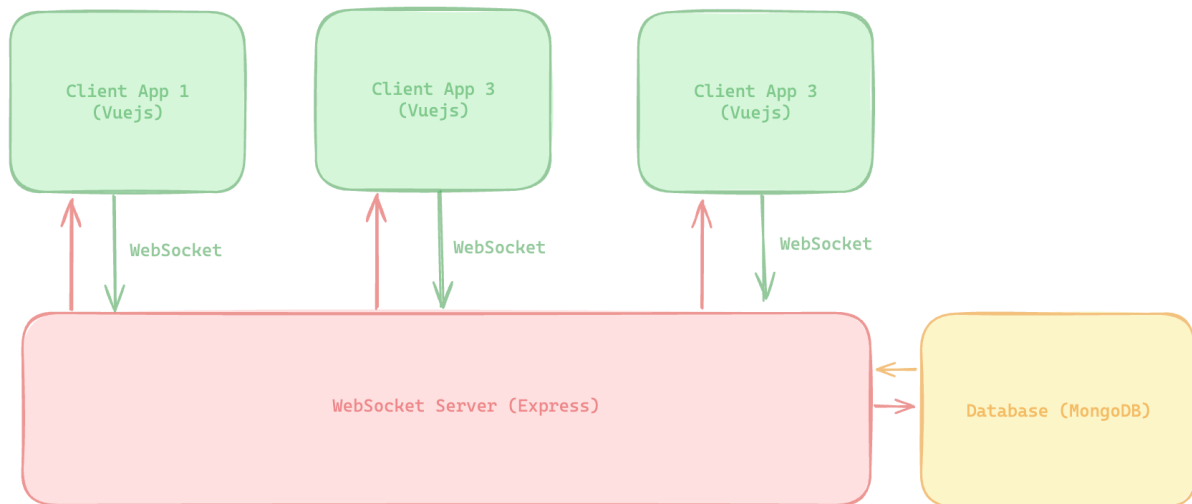 Client App 1
(Vuejs)
Client App 3
(Vuejs)
Client App 3
(Vuejs)
WebSocket
WebSocket
WebSocket
WebSocket Server (Express)
Database (MongoDB)